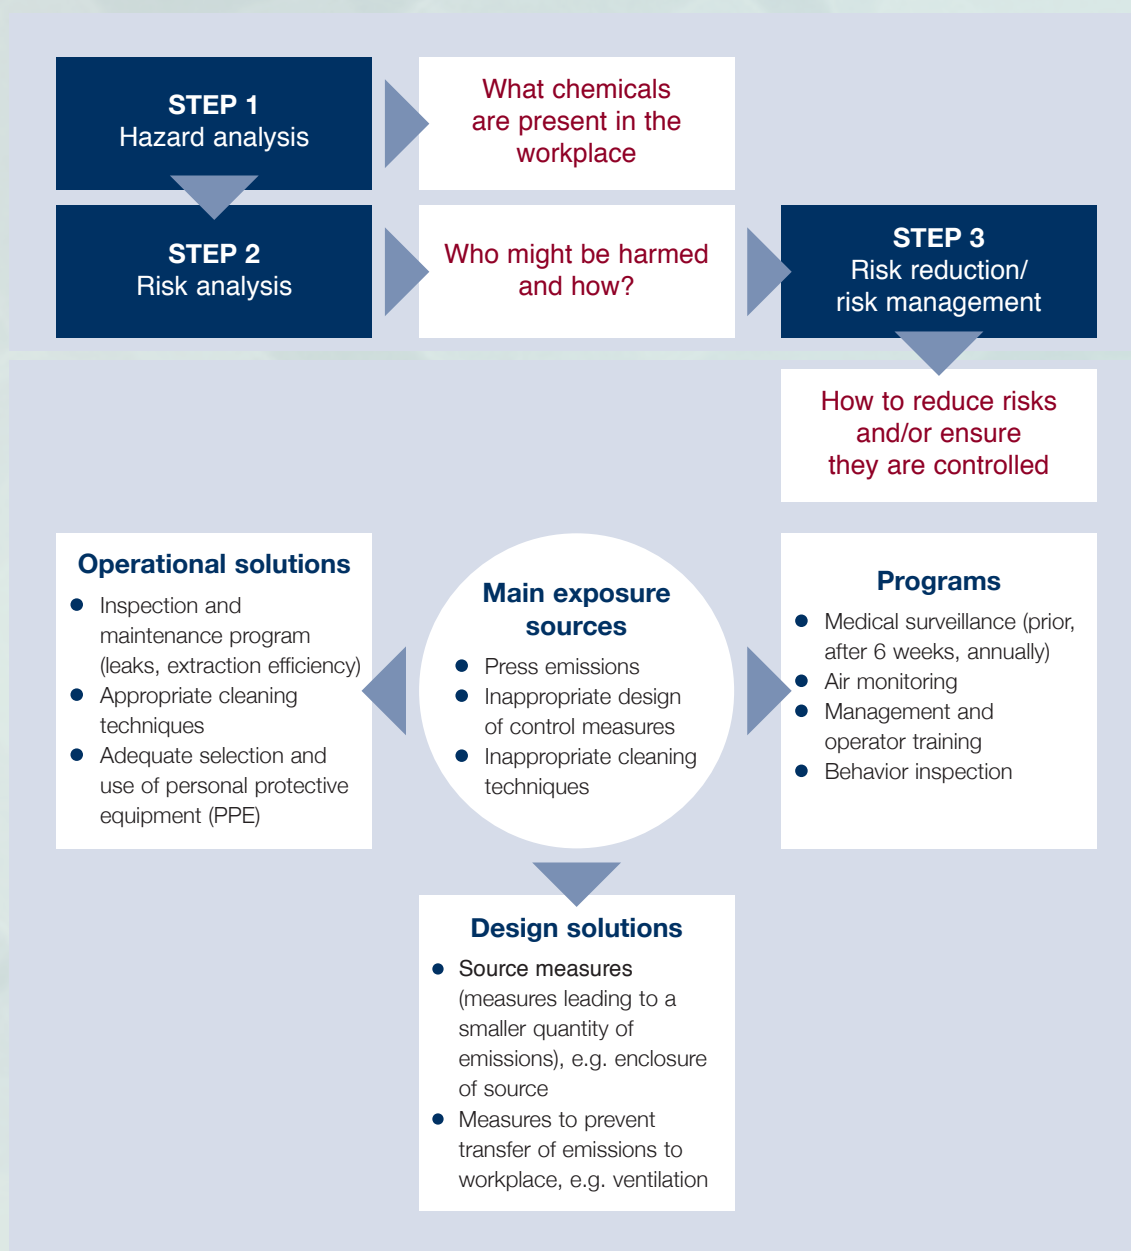 STEP 1
Hazard analysis
What chemicals
are present in the
workplace
STEP 2
Risk analysis
Who might be harmed
and how?
STEP 3
Risk reduction/
risk management
How to reduce risks
and/or ensure
they are controlled
Operational solutions
● Inspection and
maintenance program
(leaks, extraction efficiency)
● Appropriate cleaning
techniques
● Adequate selection and
use of personal protective
equipment (PPE)
Main exposure
sources
● Press emissions
● Inappropriate design
of control measures
● Inappropriate cleaning
techniques
Programs
● Medical surveillance (prior,
after 6 weeks, annually)
● Air monitoring
● Management and
operator training
● Behavior inspection
Design solutions
● Source measures
(measures leading to a
smaller quantity of
emissions), e.g. enclosure
of source
● Measures to prevent
transfer of emissions to
workplace, e.g. ventilation